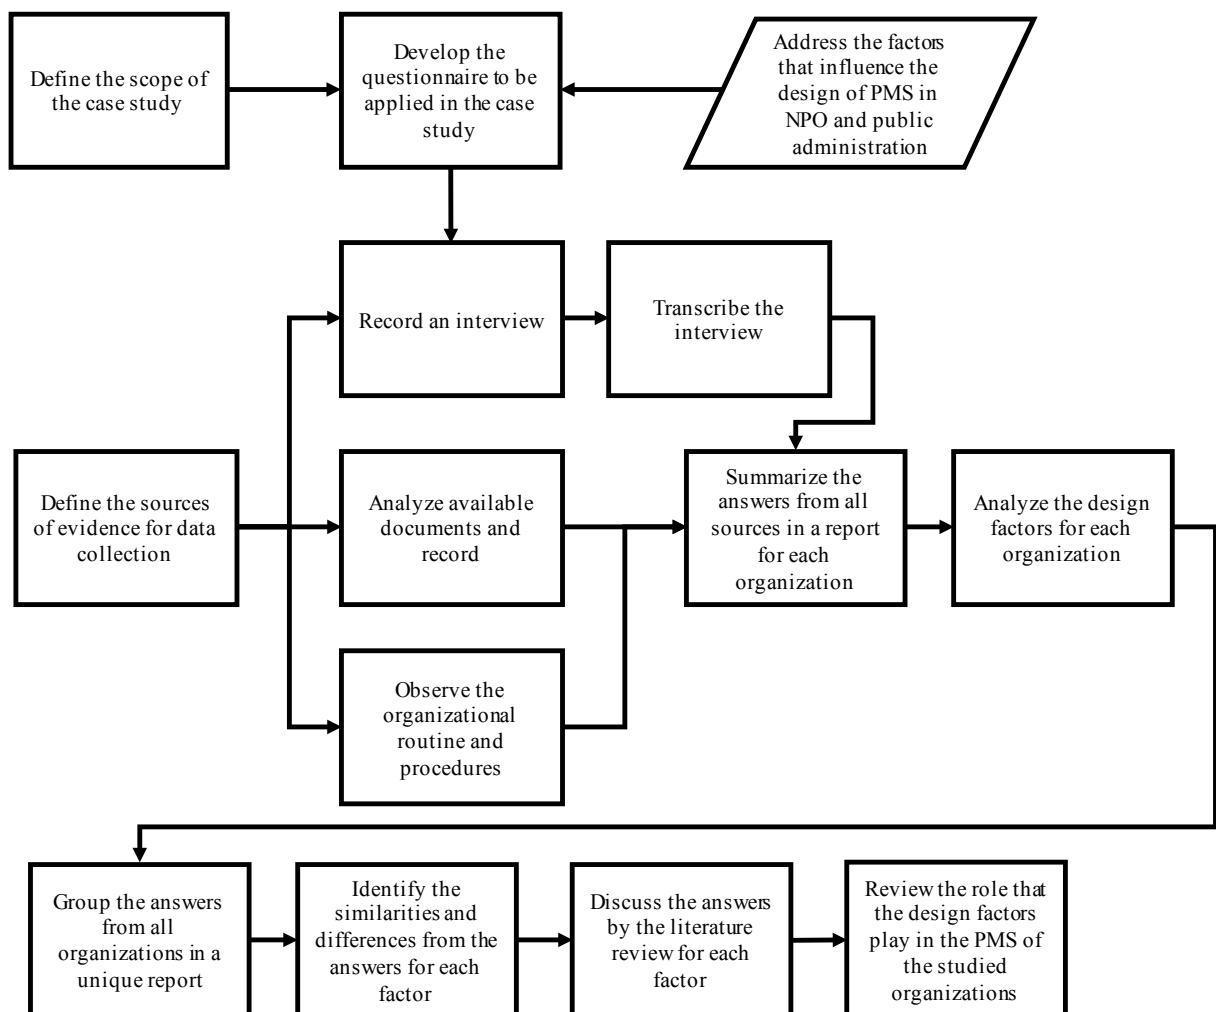 Define the scope of
the case study
Develop the
questionnaire to be
applied in the case
study
Address the factors
that influence the
design of PMS in
NPO and public
administration
Record an interview
Transcribe the
interview
Define the sources
of evidence for data
collection
Analyze available
documents and
record
Summarize the
answers from all
sources in a report
for each
organization
Analyze the design
factors for each
organization
Observe the
organizational
routine and
procedures
Group the answers
from all
organizations in a
unique report
Identify the
similarities and
differences from the
answers for each
factor
Discuss the answers
by the literature
review for each
factor
Review the role that
the design factors
play in the PMS of
the studied
organizations